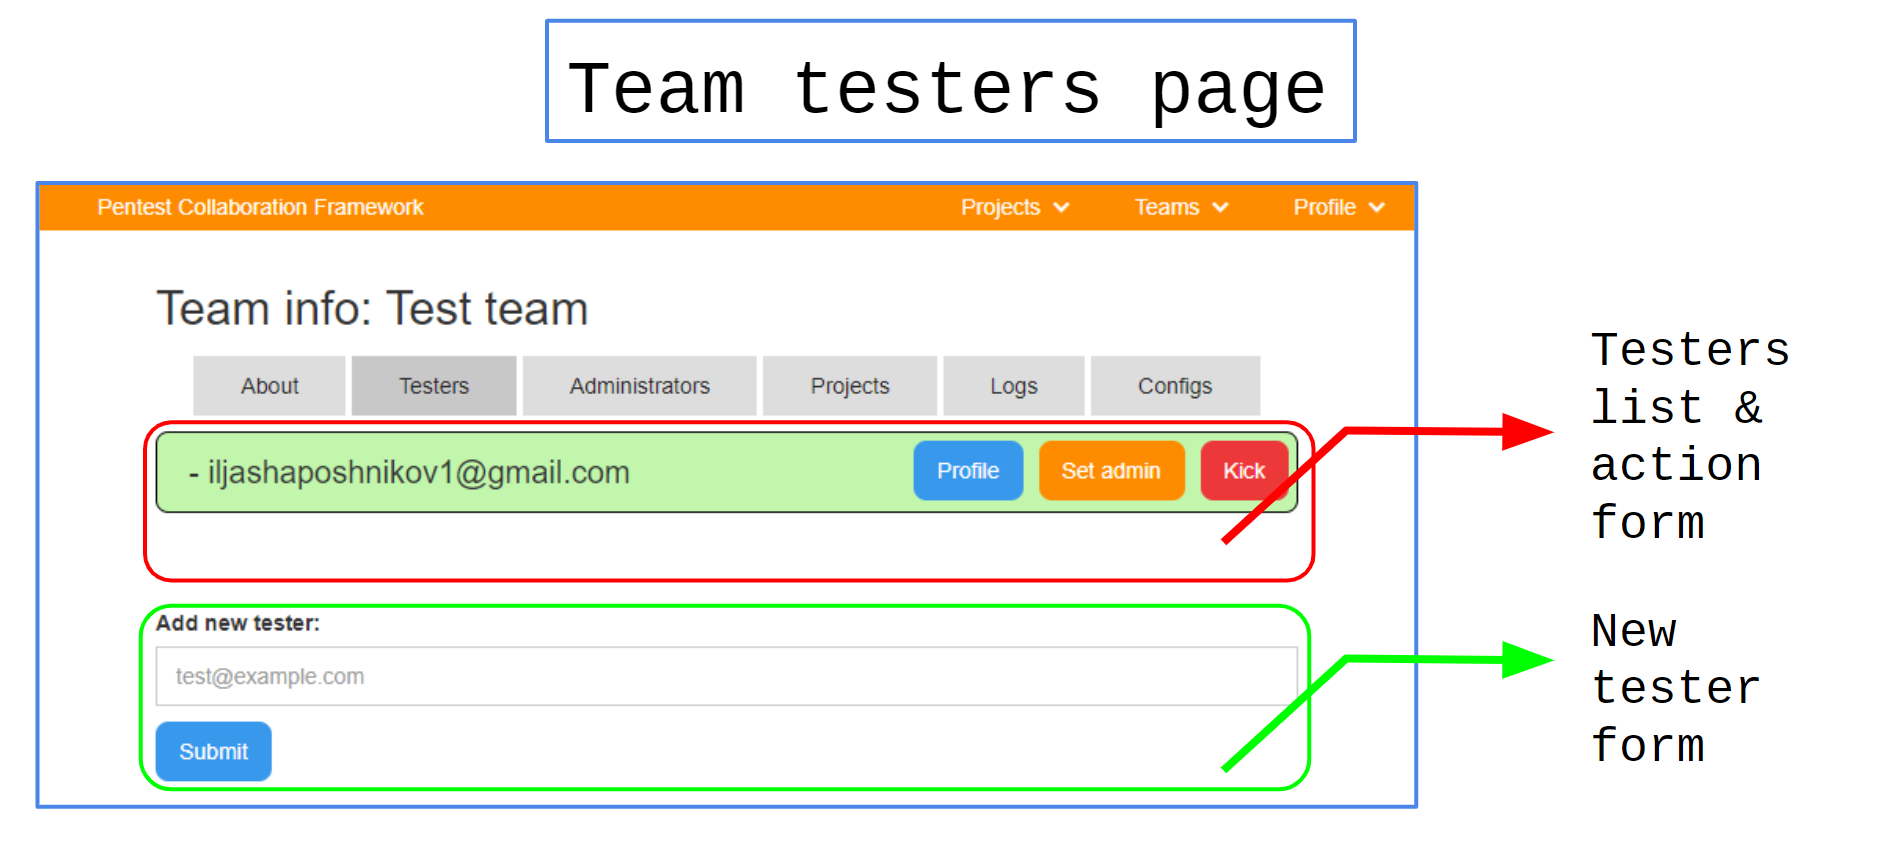 Team testers page
Pentest Collaboration Framework Projects Teams Profile
Team info: Test team
About Testers Administrators Projects Logs Configs
- iljashaposhnikov1@gmail.com Profile Set admin Kick
Add new tester:
test@example.com
Submit
Testers
list &
action
form
New
tester
form